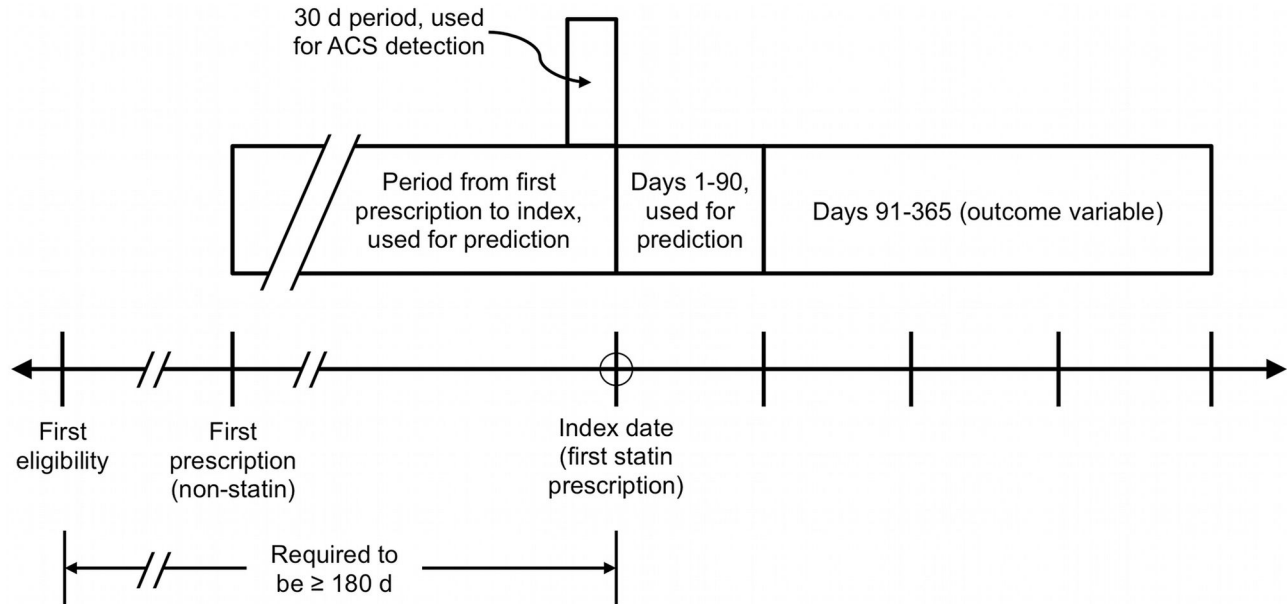 30 d period, used
for ACS detection
Period from first
prescription to index,
used for prediction
Days 1-90,
used for
prediction
Days 91-365 (outcome variable)
First
eligibility
First
prescription
(non-statin)
Index date
(first statin
prescription)
Required to
be ≥ 180 d